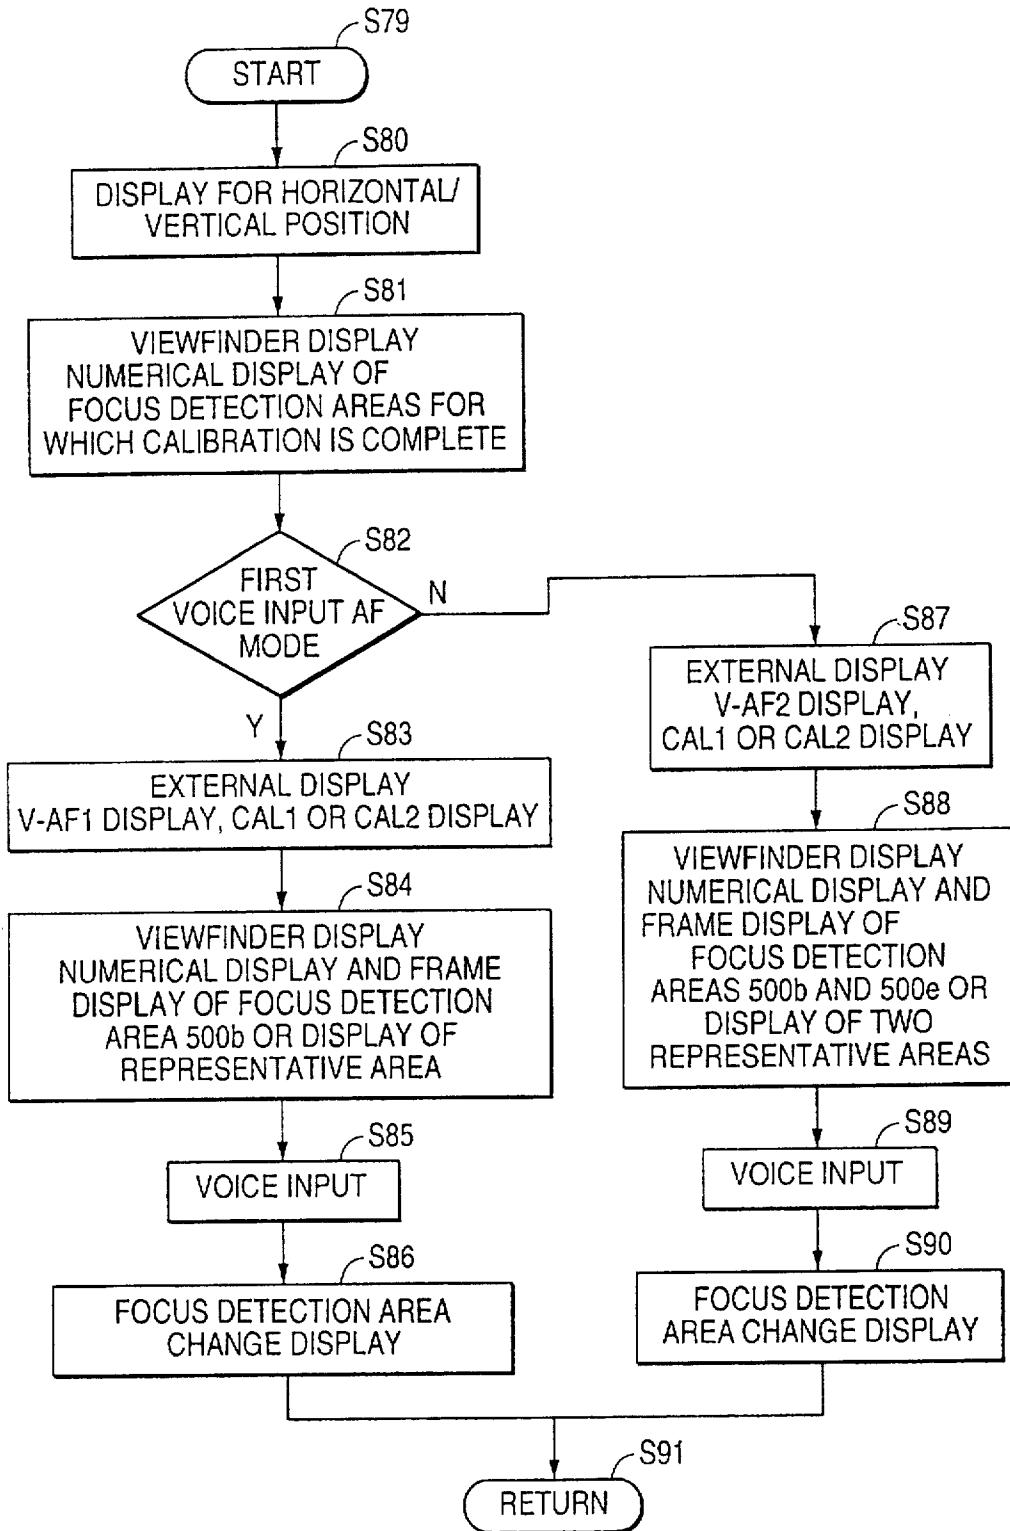 S79
START
S80
DISPLAY FOR HORIZONTAL/
VERTICAL POSITION
S81
VIEWFINDER DISPLAY
NUMERICAL DISPLAY OF
FOCUS DETECTION AREAS FOR
WHICH CALIBRATION IS COMPLETE
S82
FIRST
VOICE INPUT AF
MODE
N
Y
S83
EXTERNAL DISPLAY
V-AF1 DISPLAY, CAL1 OR CAL2 DISPLAY
S84
VIEWFINDER DISPLAY
NUMERICAL DISPLAY AND FRAME
DISPLAY OF FOCUS DETECTION
AREA 500b OR DISPLAY OF
REPRESENTATIVE AREA
S85
VOICE INPUT
S86
FOCUS DETECTION AREA
CHANGE DISPLAY
S87
EXTERNAL DISPLAY
V-AF2 DISPLAY,
CAL1 OR CAL2 DISPLAY
S88
VIEWFINDER DISPLAY
NUMERICAL DISPLAY AND
FRAME DISPLAY OF
FOCUS DETECTION
AREAS 500b AND 500e OR
DISPLAY OF TWO
REPRESENTATIVE AREAS
S89
VOICE INPUT
S90
FOCUS DETECTION
AREA CHANGE DISPLAY
S91
RETURN